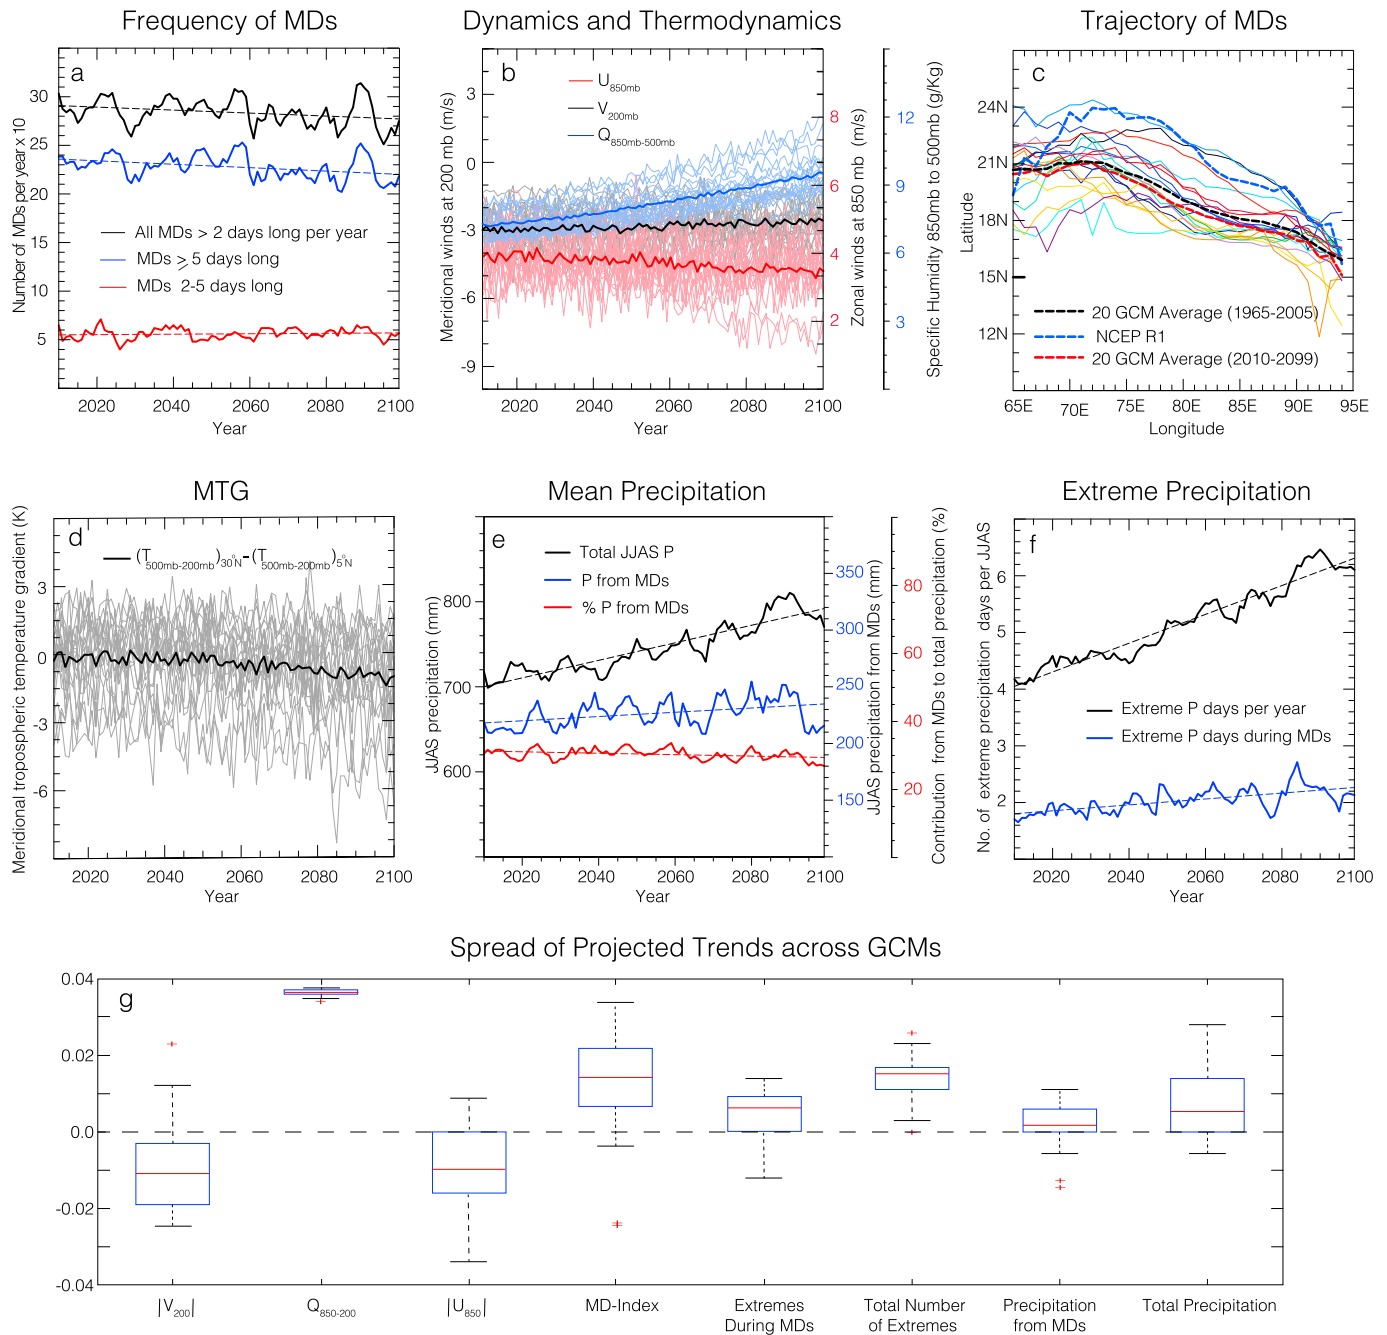 Frequency of MDs
a
Number of MDs per year x10
30
28
25
23
20
18
15
13
10
8
5
All MDs > 2 days long per year
MDs ≥ 5 days long
MDs 2-5 days long
2020 2040 2060 2080 2100
Year
Dynamics and Thermodynamics
b
Meridional winds at 200 mb (m/s)
3
0
-3
-6
-9
U850mb
V200mb
Q850mb-500mb
8
6
4
2
Zonal winds at 850 mb (m/s)
12
9
6
3
Specific Humidity 850mb to 500mb (g/Kg)
2020 2040 2060 2080 2100
Year
Trajectory of MDs
c
Latitude
24N
21N
18N
15N
12N
20 GCM Average (1965-2005)
NCEP R1
20 GCM Average (2010-2099)
65E 70E 75E 80E 85E 90E 95E
Longitude
MTG
d
Meridional tropospheric temperature gradient (K)
3
0
-3
-6
(T500mb-200mb)30°N-(T500mb-200mb)5°N
2020 2040 2060 2080 2100
Year
Mean Precipitation
e
JJAS precipitation (mm)
800
700
600
Total JJAS P
P from MDs
% P from MDs
350
300
250
200
150
JJAS precipitation from MDs (mm)
80
60
40
20
Contribution from MDs to total precipitation (%)
2020 2040 2060 2080 2100
Year
Extreme Precipitation
f
No. of extreme precipitation days per JJAS
6
5
4
3
2
Extreme P days per year
Extreme P days during MDs
2020 2040 2060 2080 2100
Year
Spread of Projected Trends across GCMs
g
0.04
0.02
0.0
-0.02
-0.04
|V200| Q850-200 |U850| MD-Index Extremes Total Number Precipitation Total Precipitation
During MDs of Extremes from MDs